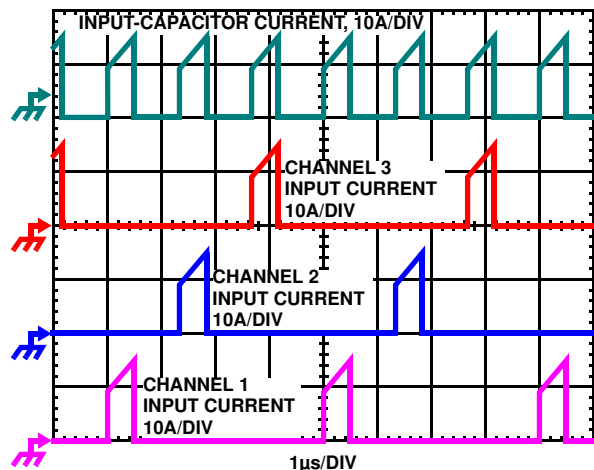 INPUT-CAPACITOR CURRENT, 10A/DIV
CHANNEL 3
INPUT CURRENT
10A/DIV
CHANNEL 2
INPUT CURRENT
10A/DIV
CHANNEL 1
INPUT CURRENT
10A/DIV
1µs/DIV